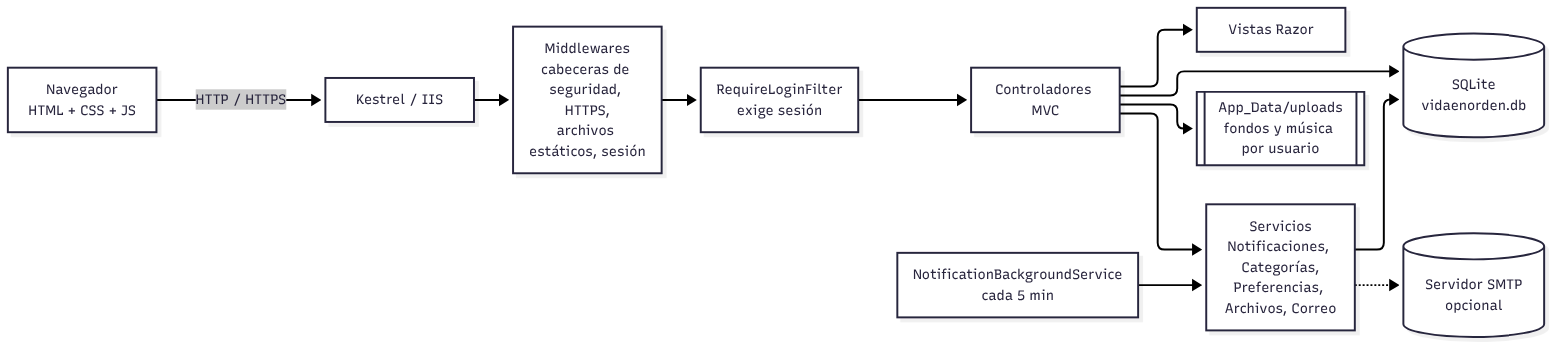 Navegador
HTML + CSS + JS
HTTP / HTTPS
Kestrel / IIS
Middlewares
cabeceras de
seguridad,
HTTPS,
archivos
estáticos, sesión
RequireLoginFilter
exige sesión
Controladores
MVC
Vistas Razor
App_Data/uploads
fondos y música
por usuario
SQLite
vidaenorden.db
NotificationBackgroundService
cada 5 min
Servicios
Notificaciones,
Categorías,
Preferencias,
Archivos, Correo
Servidor SMTP
opcional